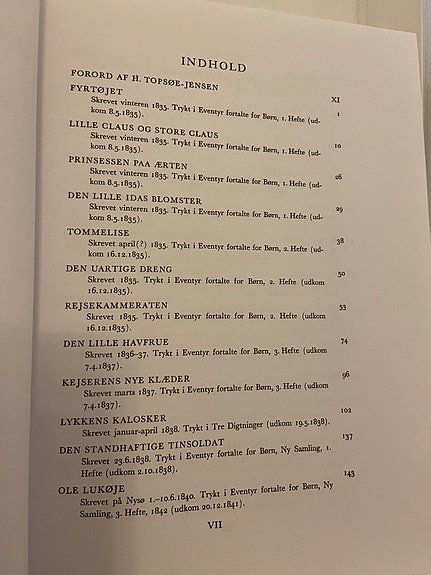 INDHOLD
FORORD AF H. TOPSØE-JENSEN XI
FYRTØJET 1
Skrevet vinteren 1835. Trykt i Eventyr fortalte for Børn, 1. Hefte (ud-
kom 8.5.1835).
LILLE CLAUS OG STORE CLAUS 10
Skrevet vinteren 1835. Trykt i Eventyr fortalte for Børn, 1. Hefte (ud-
kom 8.5.1835).
PRINSESSEN PAA ÆRTEN 26
Skrevet vinteren 1835. Trykt i Eventyr fortalte for Børn, 1. Hefte (ud-
kom 8.5.1835).
DEN LILLE IDAS BLOMSTER 29
Skrevet vinteren 1835. Trykt i Eventyr fortalte for Børn, 1. Hefte (ud-
kom 8.5.1835).
TOMMELISE 38
Skrevet april(?) 1835. Trykt i Eventyr fortalte for Børn, 2. Hefte (ud-
kom 16.12.1835).
DEN UARTIGE DRENG 50
Skrevet 1835. Trykt i Eventyr fortalte for Børn, 2. Hefte (udkom
16.12.1835).
REJSEKAMMERATEN 53
Skrevet 1835. Trykt i Eventyr fortalte for Børn, 2. Hefte (udkom
16.12.1835).
DEN LILLE HAVFRUE 74
Skrevet 1836-37. Trykt i Eventyr fortalte for Børn, 3. Hefte (udkom
7.4.1837).
KEJSERENS NYE KLÆDER 96
Skrevet marts 1837. Trykt i Eventyr fortalte for Børn, 3. Hefte (udkom
7.4.1837).
LYKKENS KALOSKER 102
Skrevet januar-april 1838. Trykt i Tre Digtninger (udkom 19.5.1838).
DEN STANDHAFTIGE TINSOLDAT 137
Skrevet 23.6.1838. Trykt i Eventyr fortalte for Børn, Ny Samling, 1.
Hefte (udkom 2.10.1838).
OLE LUKØJE 143
Skrevet på Nysø 1.-10.6.1840. Trykt i Eventyr fortalte for Børn, Ny
Samling, 3. Hefte, 1842 (udkom 20.12.1841).
VII